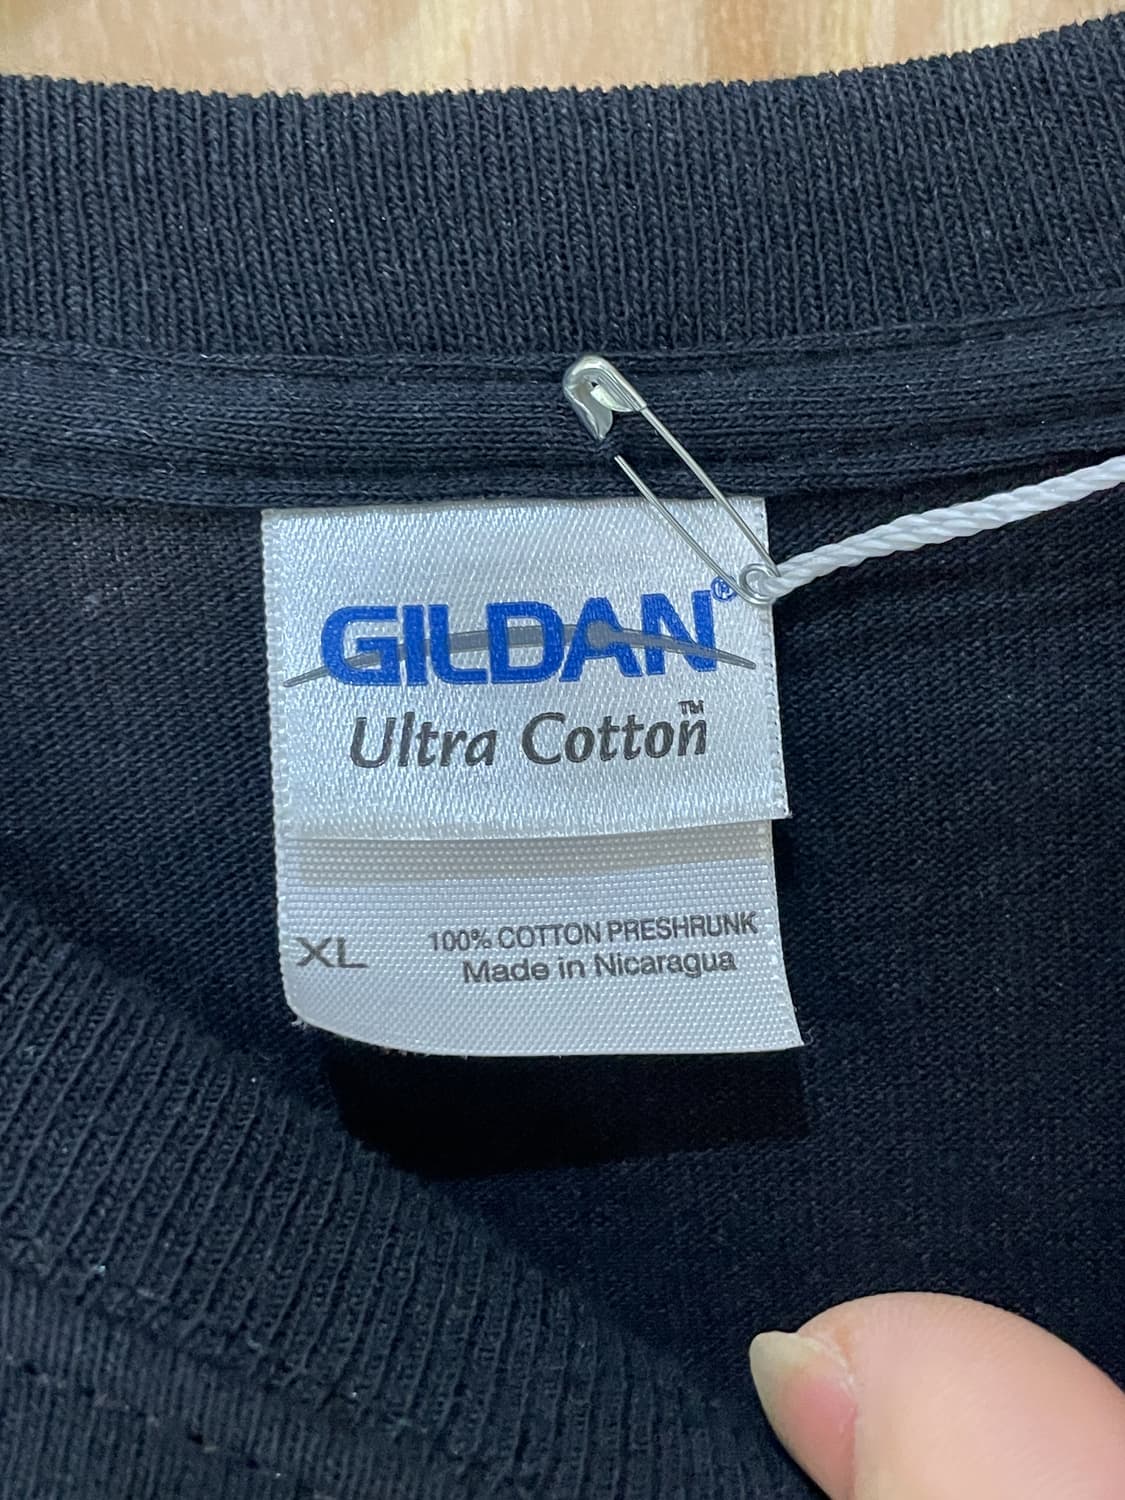 GILDAN®
Ultra Cotton™
XL
100% COTTON PRESHRUNK
Made in Nicaragua